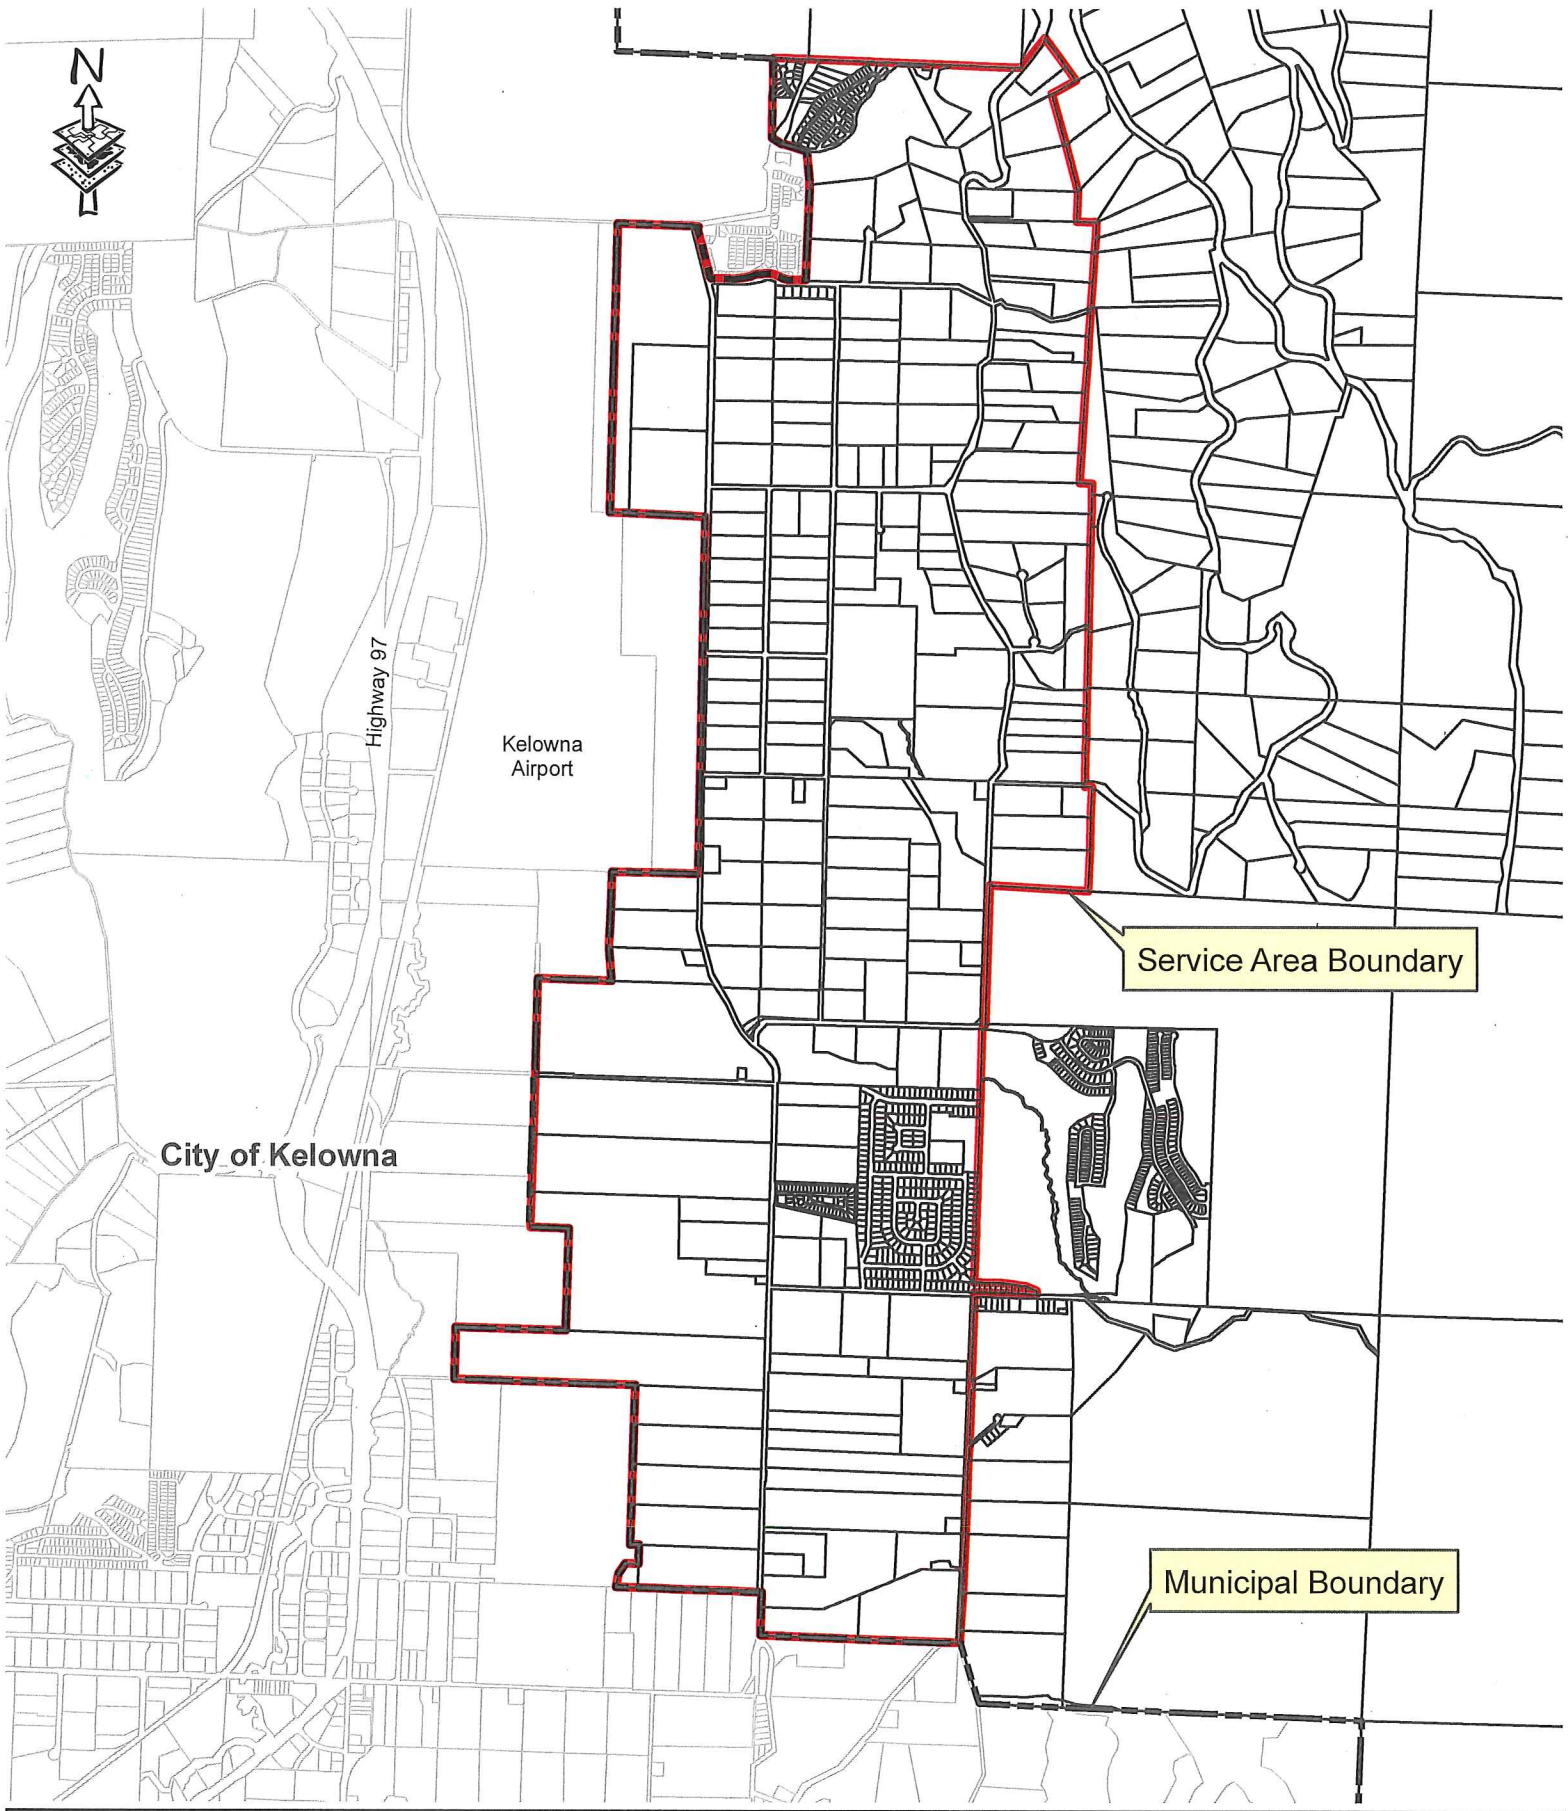 N
Highway 97
Kelowna
Airport
Service Area Boundary
City of Kelowna
Municipal Boundary